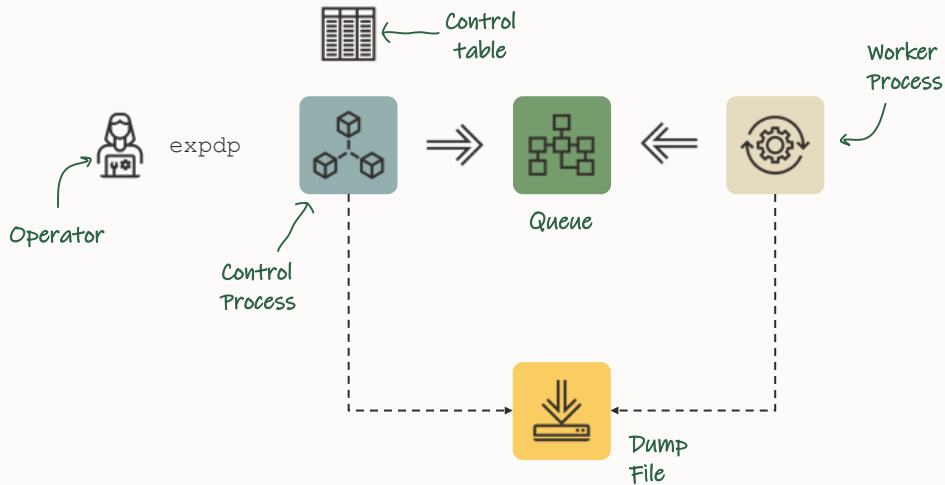 Control
table
Worker
Process
expdp
Operator
Queue
Control
Process
Dump
File